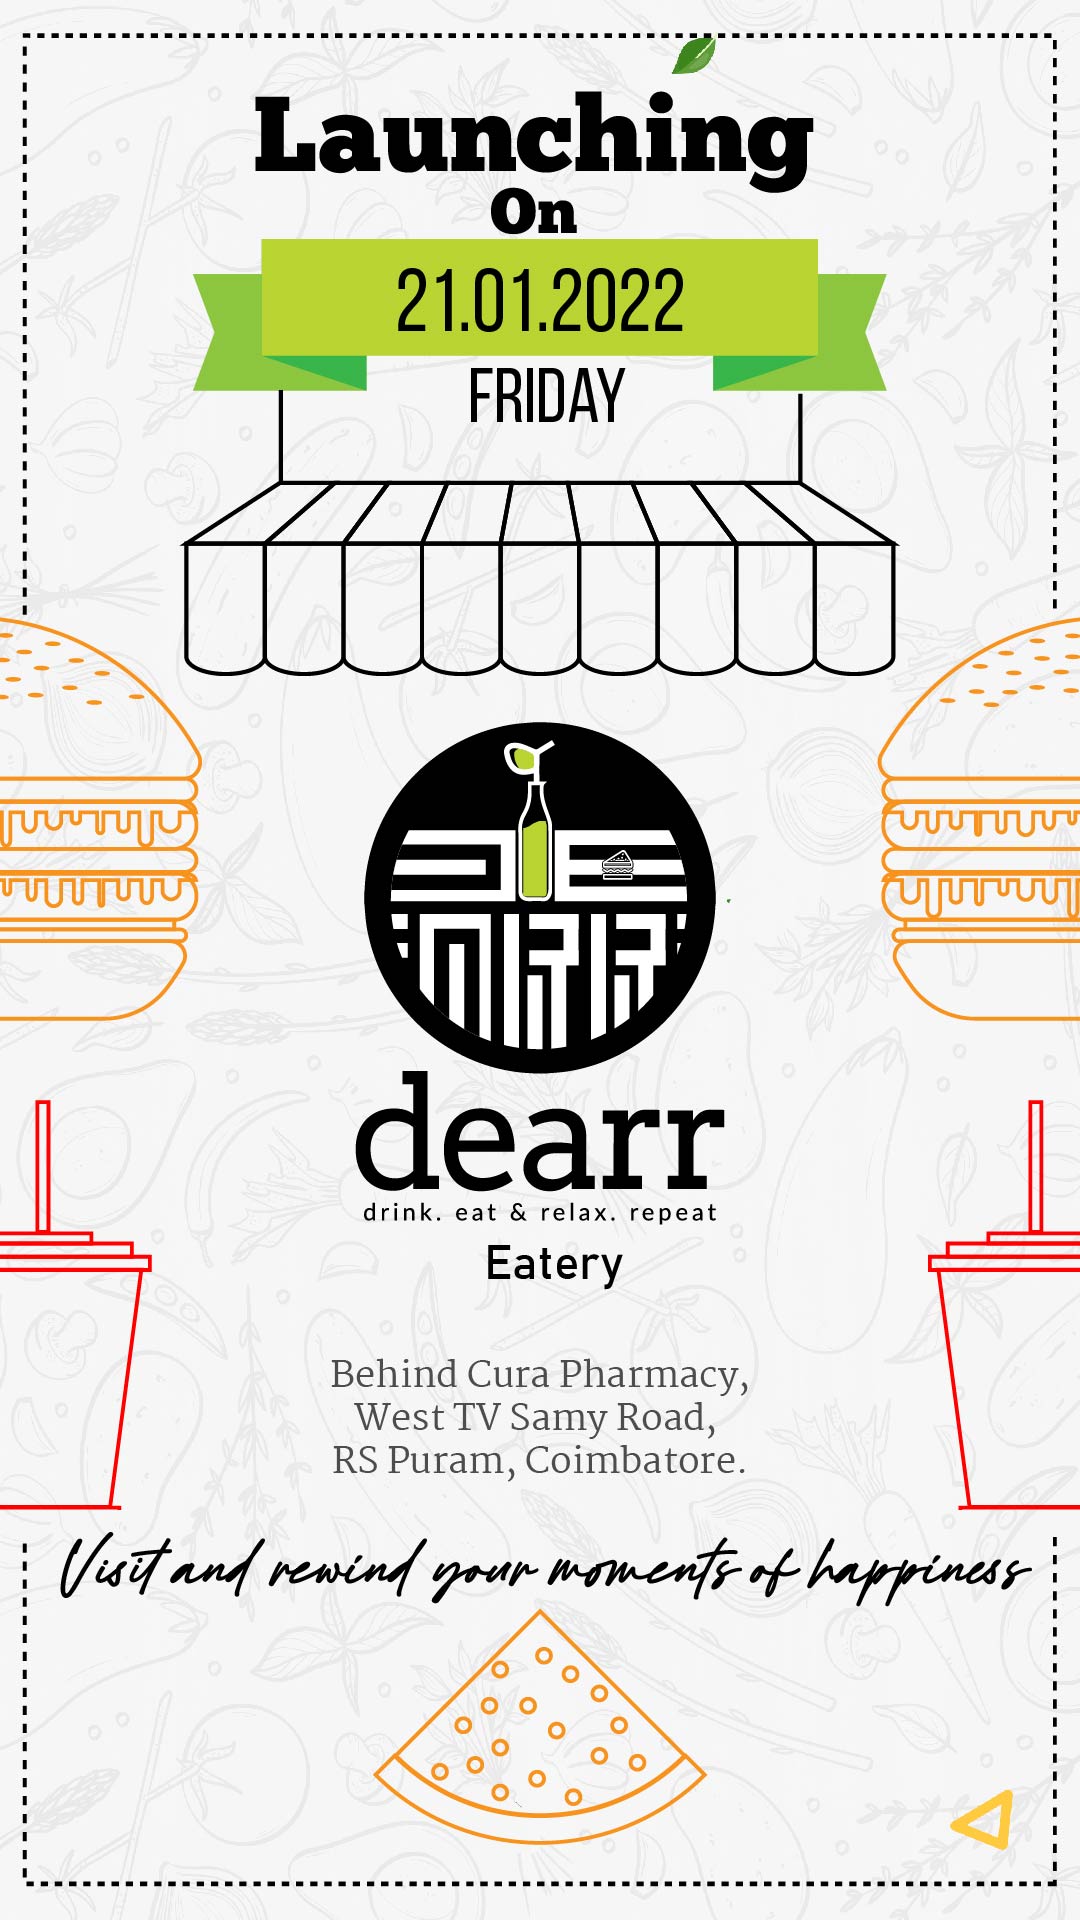 Launching
On
21.01.2022
FRIDAY
dearr
drink. eat & relax. repeat
Eatery
Behind Cura Pharmacy,
West TV Samy Road,
RS Puram, Coimbatore.
Visit and rewind your moments of happiness